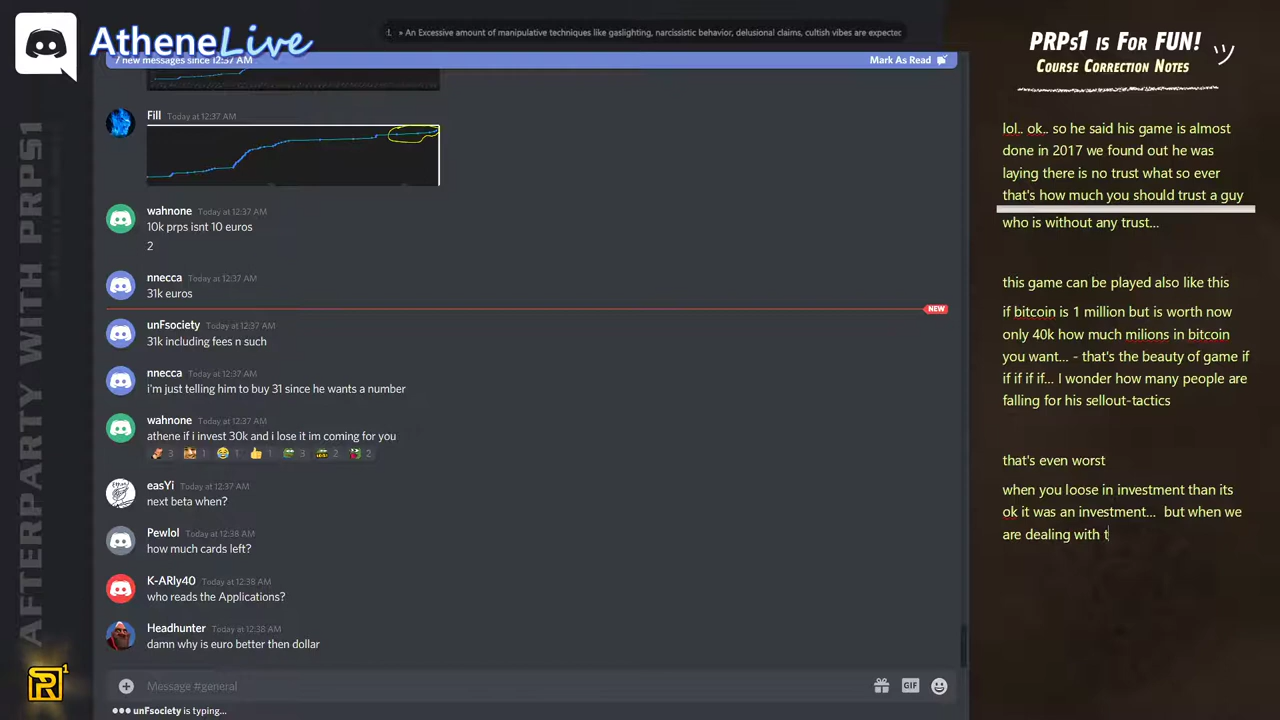 AtheneLive
!. » An Excessive amount of manipulative techniques like gaslighting, narcissistic behavior, delusional claims, cultish vibes are expected
PRPs1 is For FUN! ツ
Course Correction Notes
AFTERPARTY WITH PRPS1
7 new messages since 12:37 AM
Mark As Read
Fill Today at 12:37 AM
wahnone Today at 12:37 AM
10k prps isnt 10 euros
2
nnecca Today at 12:37 AM
31k euros
NEW
unFsociety Today at 12:37 AM
31k including fees n such
nnecca Today at 12:37 AM
i'm just telling him to buy 31 since he wants a number
wahnone Today at 12:37 AM
athene if i invest 30k and i lose it im coming for you
3 1 1 1 3 2 2
easYi Today at 12:37 AM
next beta when?
Pewlol Today at 12:38 AM
how much cards left?
K-ARly40 Today at 12:38 AM
who reads the Applications?
Headhunter Today at 12:38 AM
damn why is euro better then dollar
Message #general
GIF
unFsociety is typing...
R1
lol.. ok.. so he said his game is almost
done in 2017 we found out he was
laying there is no trust what so ever
that's how much you should trust a guy
who is without any trust...
this game can be played also like this
if bitcoin is 1 million but is worth now
only 40k how much milions in bitcoin
you want... - that's the beauty of game if
if if if if... I wonder how many people are
falling for his sellout-tactics
that's even worst
when you loose in investment than its
ok it was an investment... but when we
are dealing with t